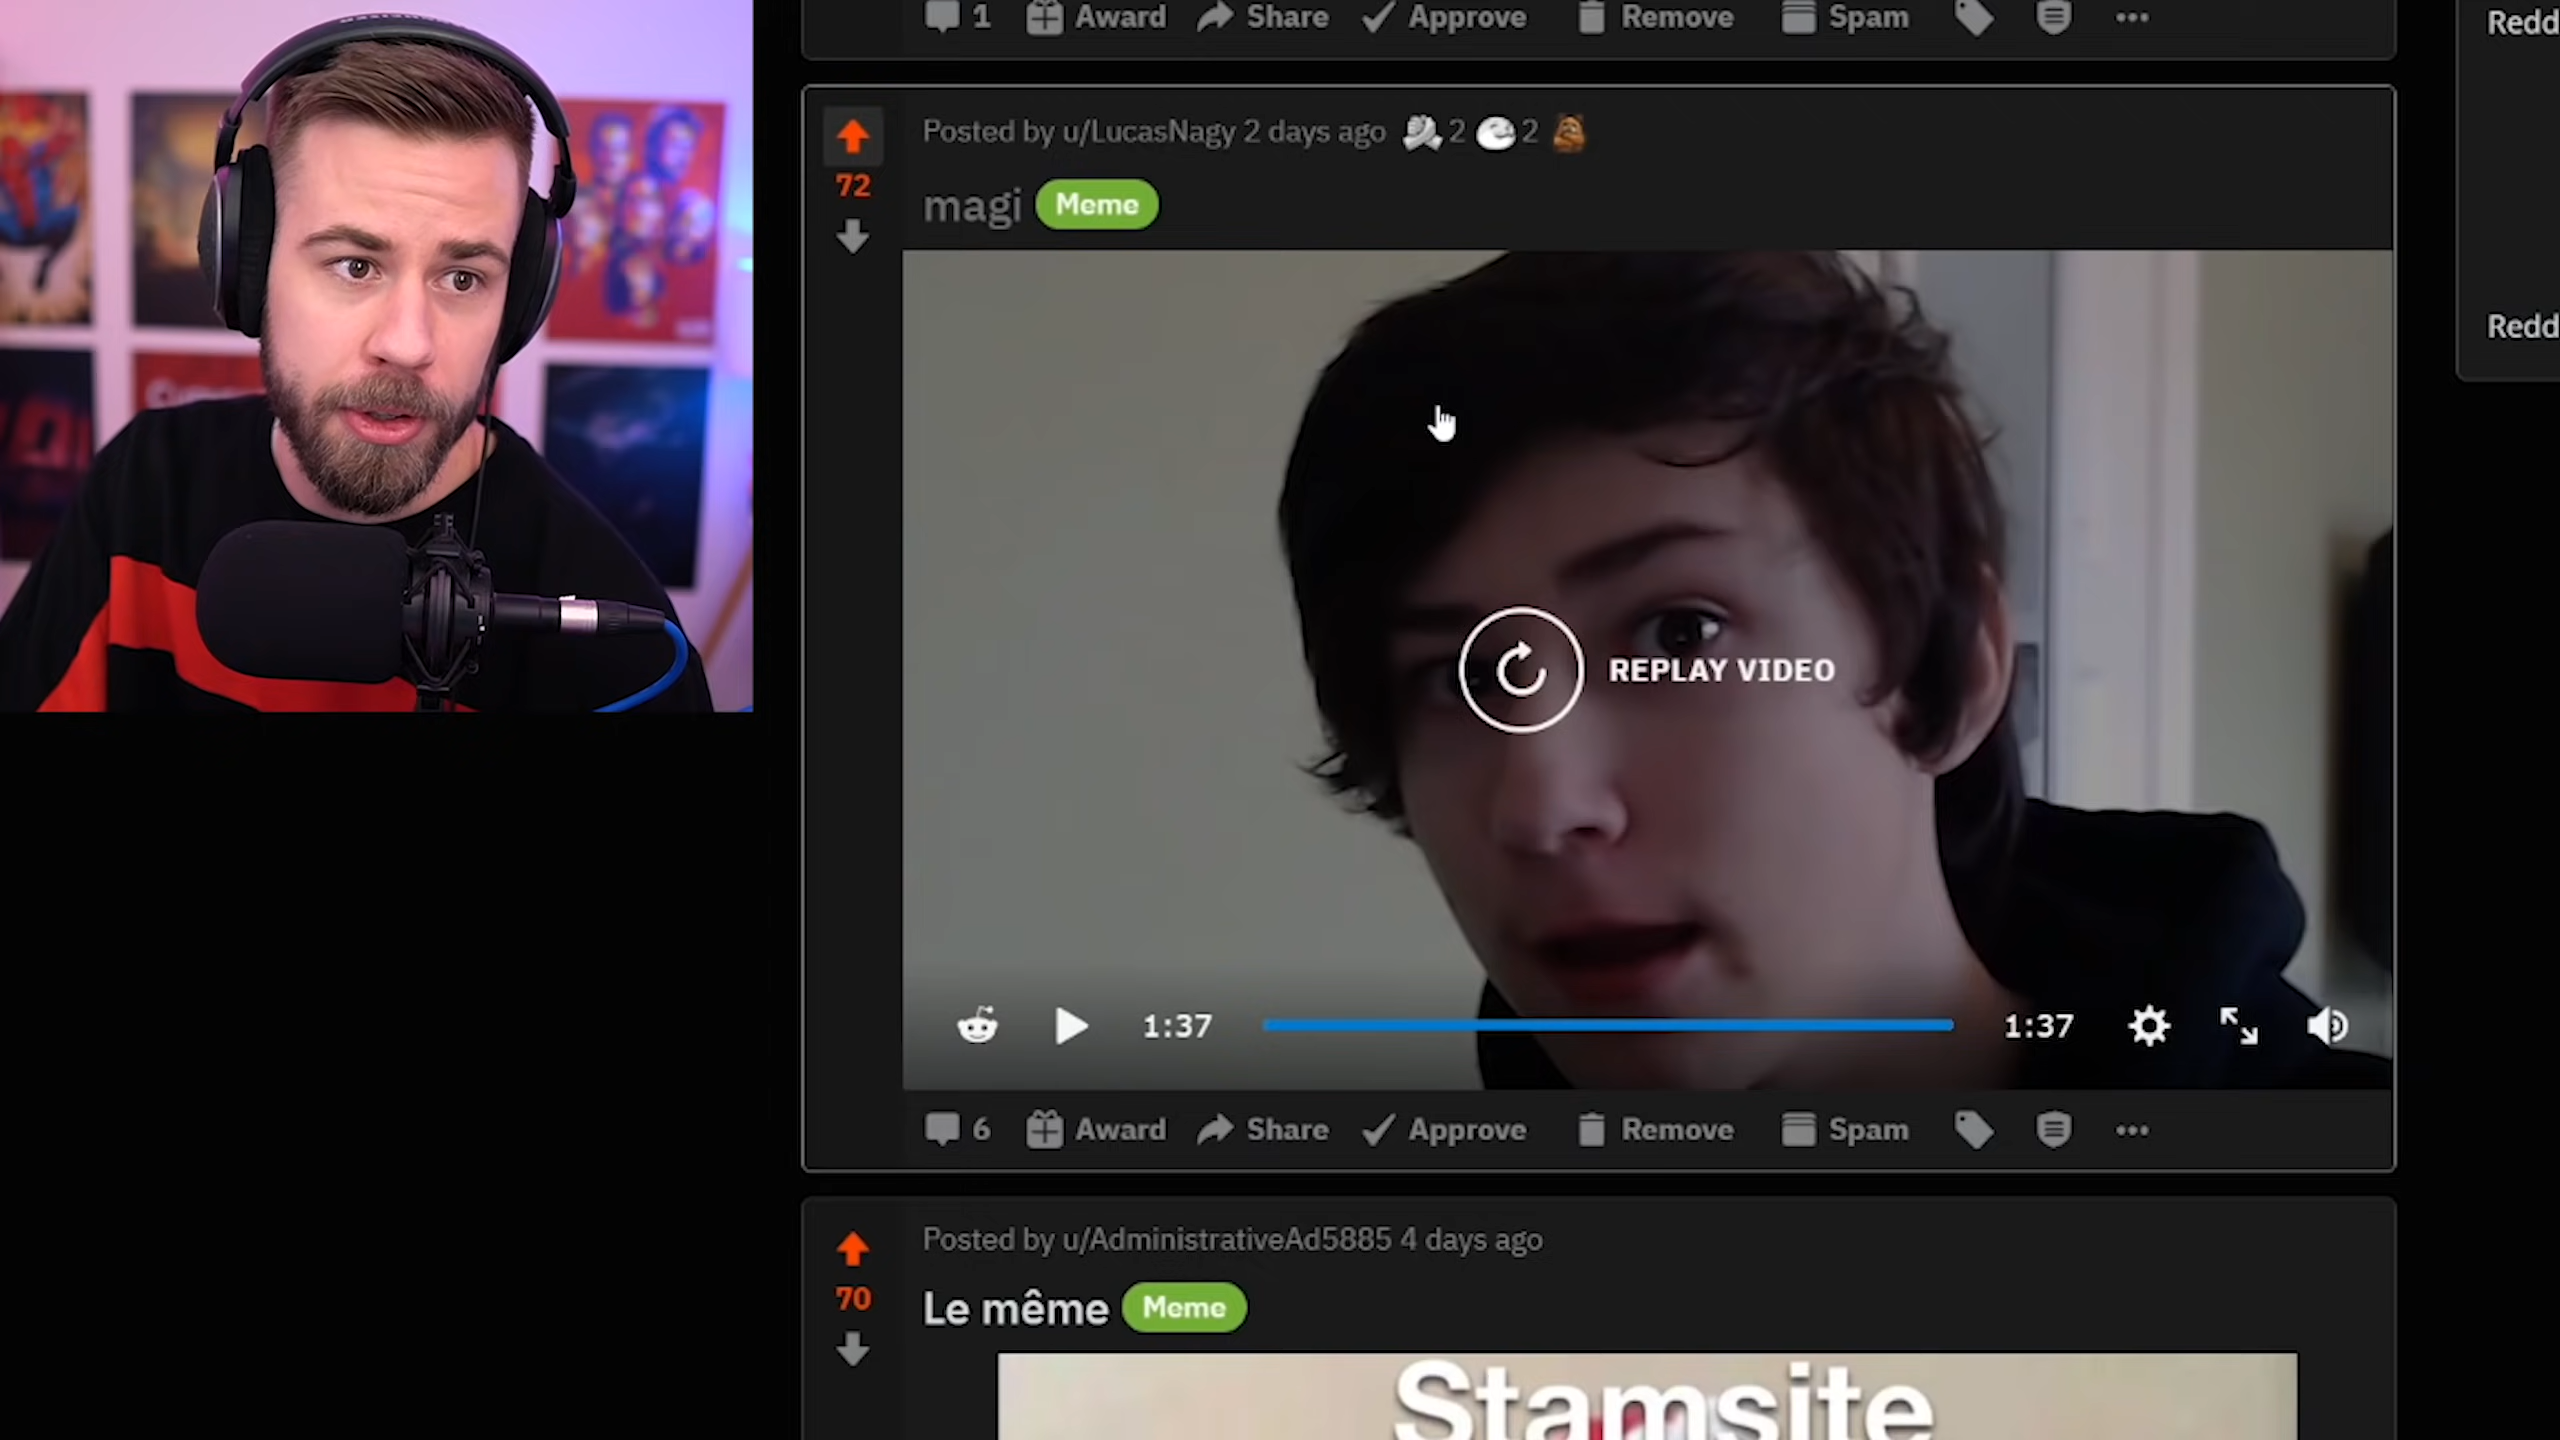 1 Award Share Approve Remove Spam
Redd
Posted by u/LucasNagy 2 days ago 2 2
72
magi Meme
Redd
REPLAY VIDEO
1:37 1:37
6 Award Share Approve Remove Spam
Posted by u/AdministrativeAd5885 4 days ago
70
Le même Meme
Stamsite